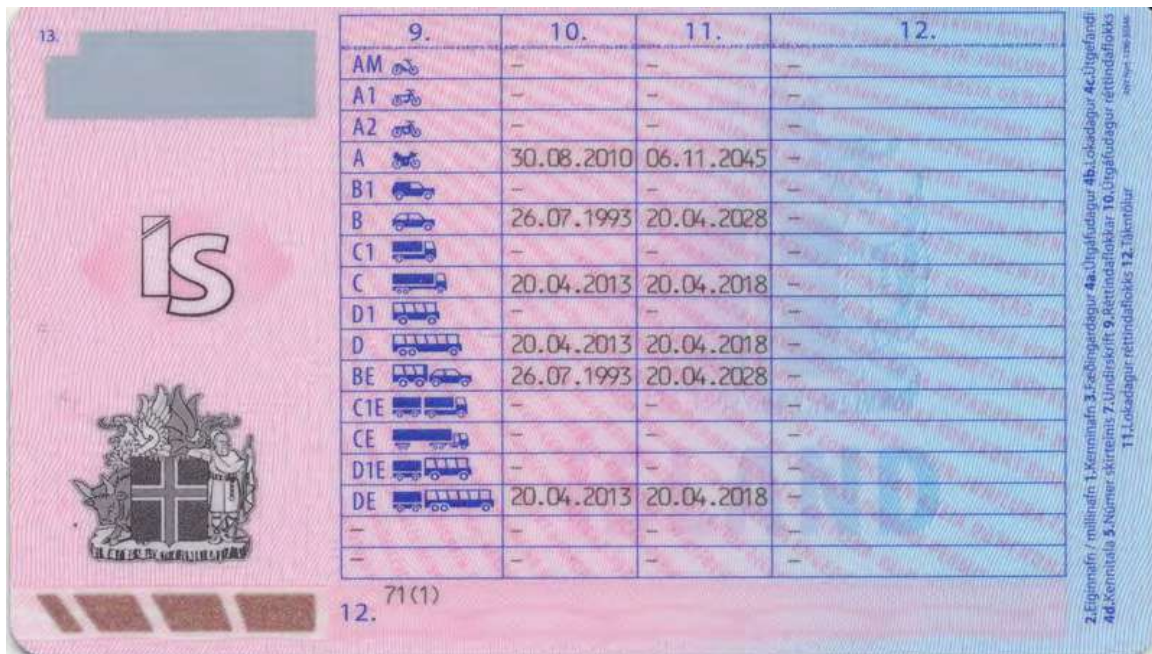 13.
9. 10. 11. 12.
AM – – –
A1 – – –
A2 – – –
A 30.08.2010 06.11.2045 –
B1 – – –
B 26.07.1993 20.04.2028 –
C1 – – –
C 20.04.2013 20.04.2018 –
D1 – – –
D 20.04.2013 20.04.2018 –
BE 26.07.1993 20.04.2028 –
C1E – – –
CE – – –
D1E – – –
DE 20.04.2013 20.04.2018 –
– – – –
– – – –
12. 71(1)
IS
2.Eiginnafn / millinafn 1.Kenninafn 3.Fæðingardagur 4a.Útgáfudagur 4b.Lokadagur 4c.Útgefandi
4d.Kennitala 5.Númer skírteinis 7.Undirskrift 9.Réttindaflokkar 10.Útgáfudagur réttindaflokks
11.Lokadagur réttindaflokks 12.Tákntölur